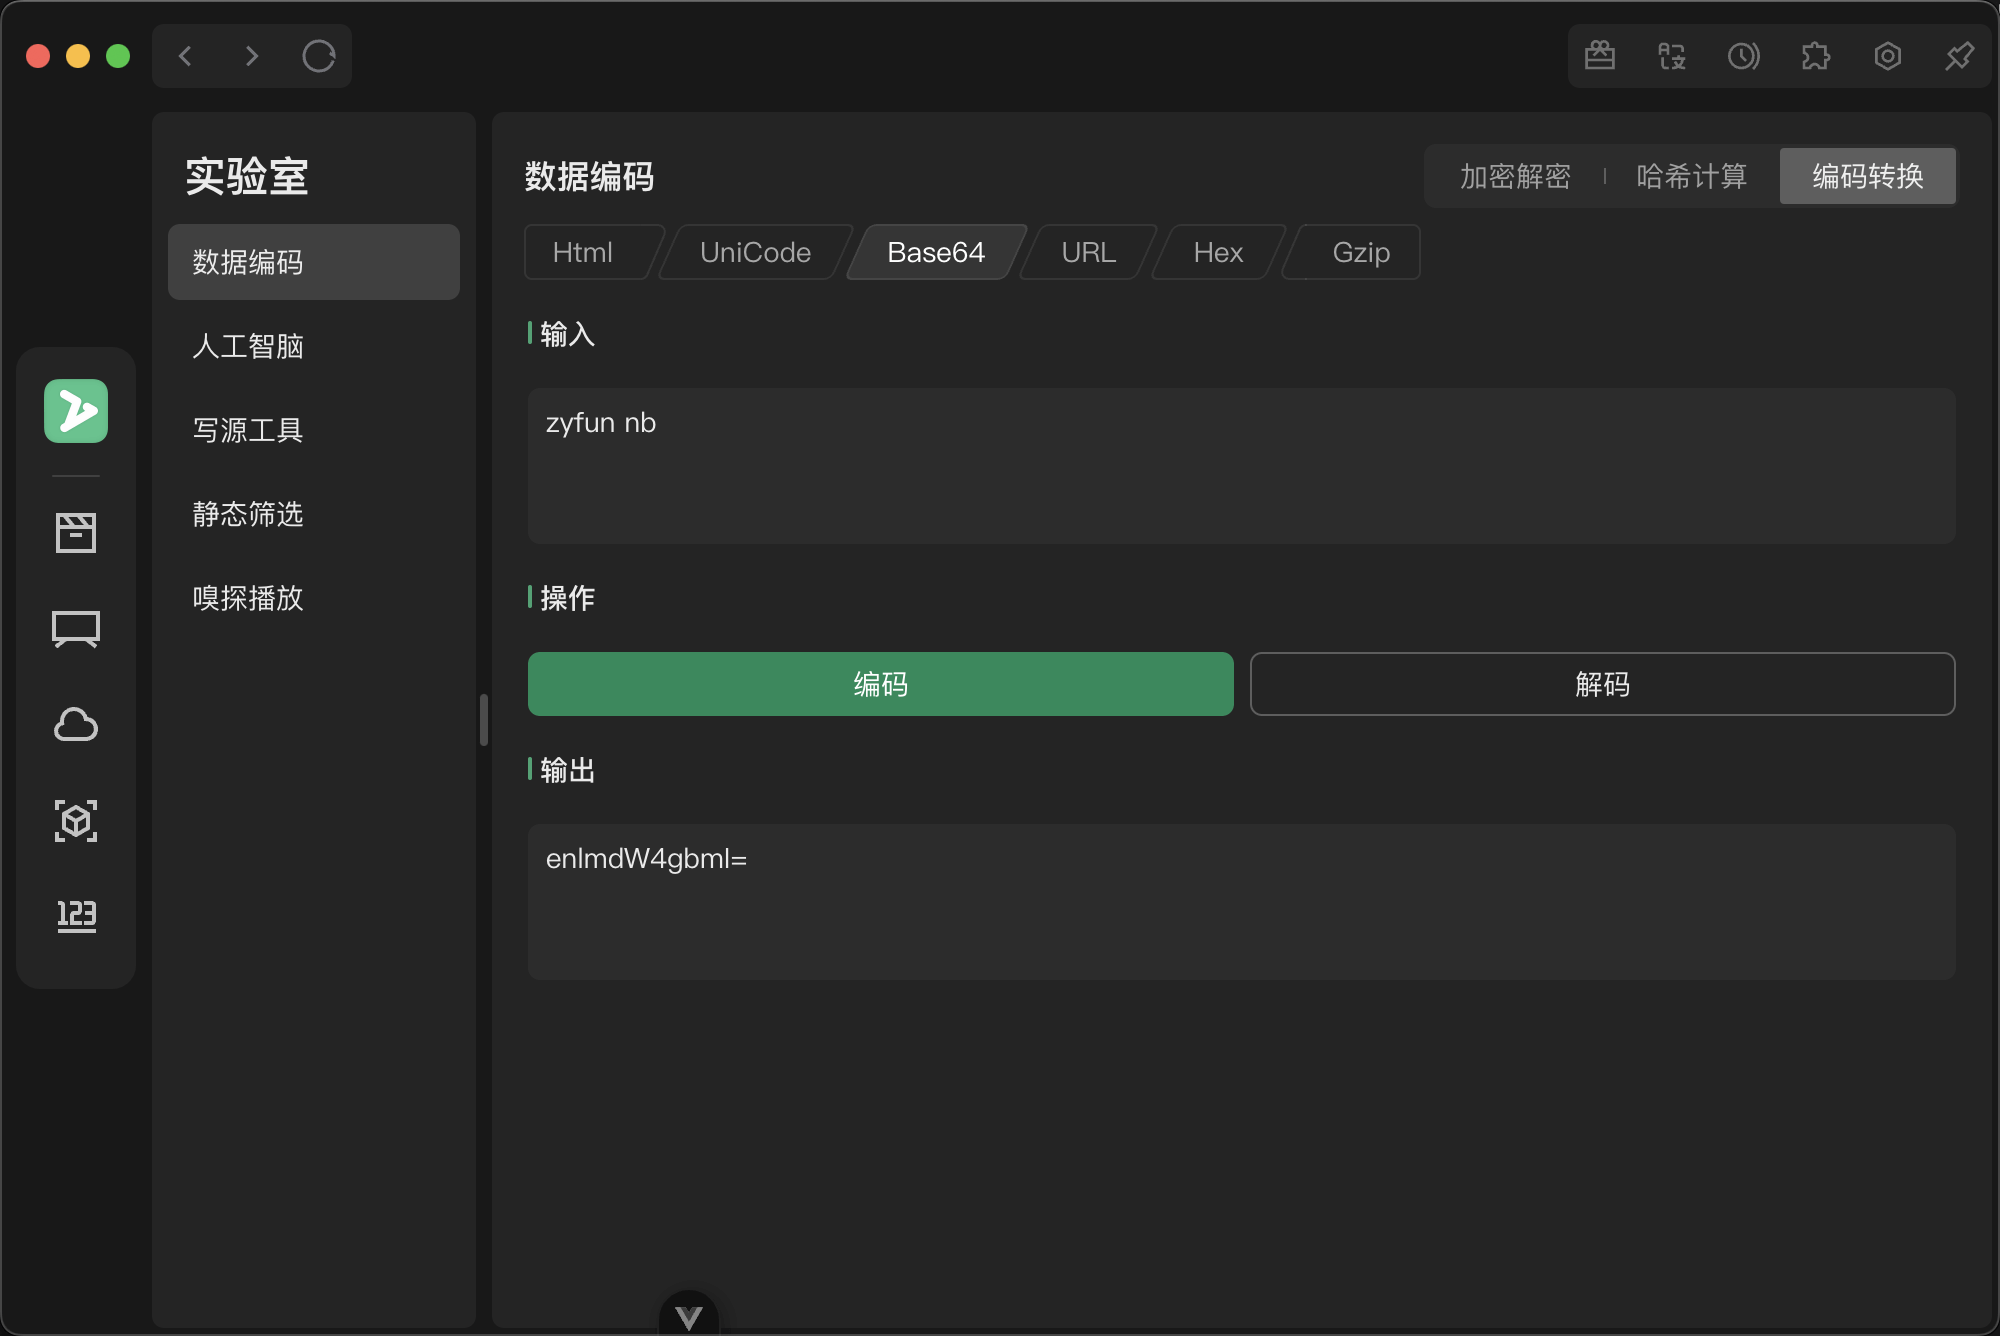 实验室
数据编码
人工智脑
写源工具
静态筛选
嗅探播放
123
数据编码
加密解密
哈希计算
编码转换
Html
UniCode
Base64
URL
Hex
Gzip
输入
zyfun nb
操作
编码
解码
输出
enlmdW4gbmI=